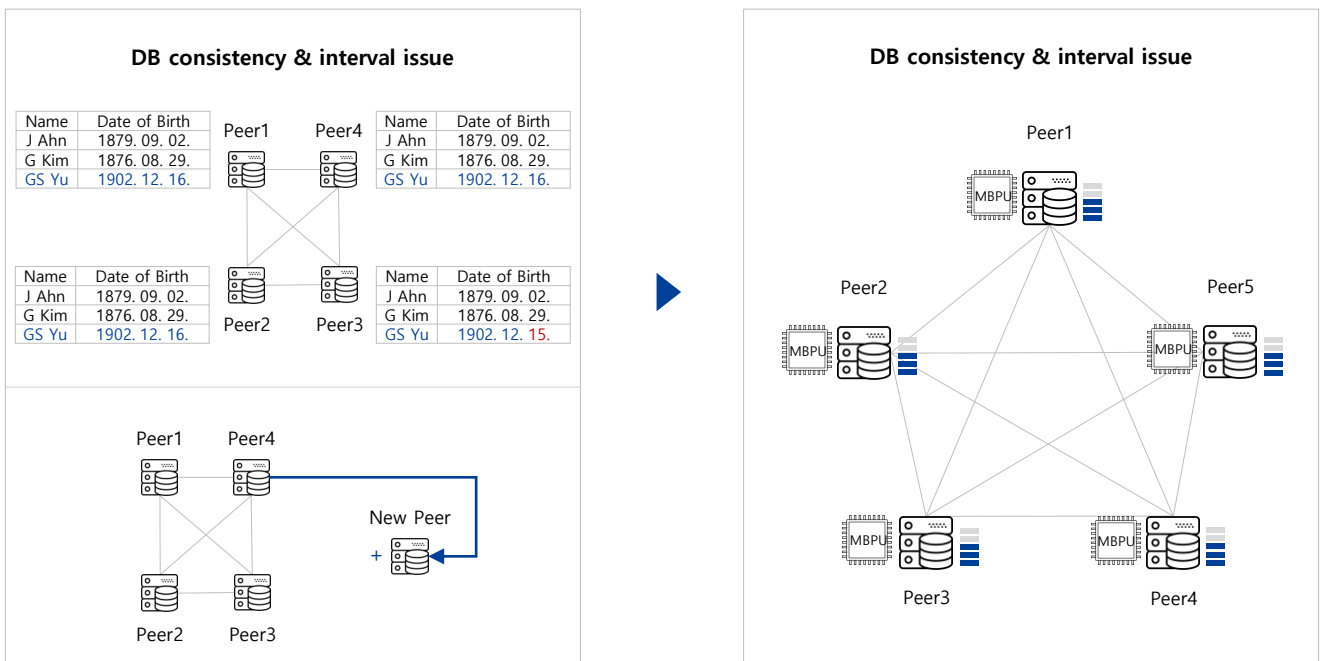 DB consistency & interval issue
Name Date of Birth
J Ahn 1879. 09. 02.
G Kim 1876. 08. 29.
GS Yu 1902. 12. 16.
Peer1
Peer4
Name Date of Birth
J Ahn 1879. 09. 02.
G Kim 1876. 08. 29.
GS Yu 1902. 12. 16.
Name Date of Birth
J Ahn 1879. 09. 02.
G Kim 1876. 08. 29.
GS Yu 1902. 12. 16.
Peer2
Peer3
Name Date of Birth
J Ahn 1879. 09. 02.
G Kim 1876. 08. 29.
GS Yu 1902. 12. 15.
Peer1
Peer4
New Peer
+
Peer2
Peer3
DB consistency & interval issue
Peer1
MBPU
Peer2
MBPU
Peer5
MBPU
MBPU
Peer3
MBPU
Peer4